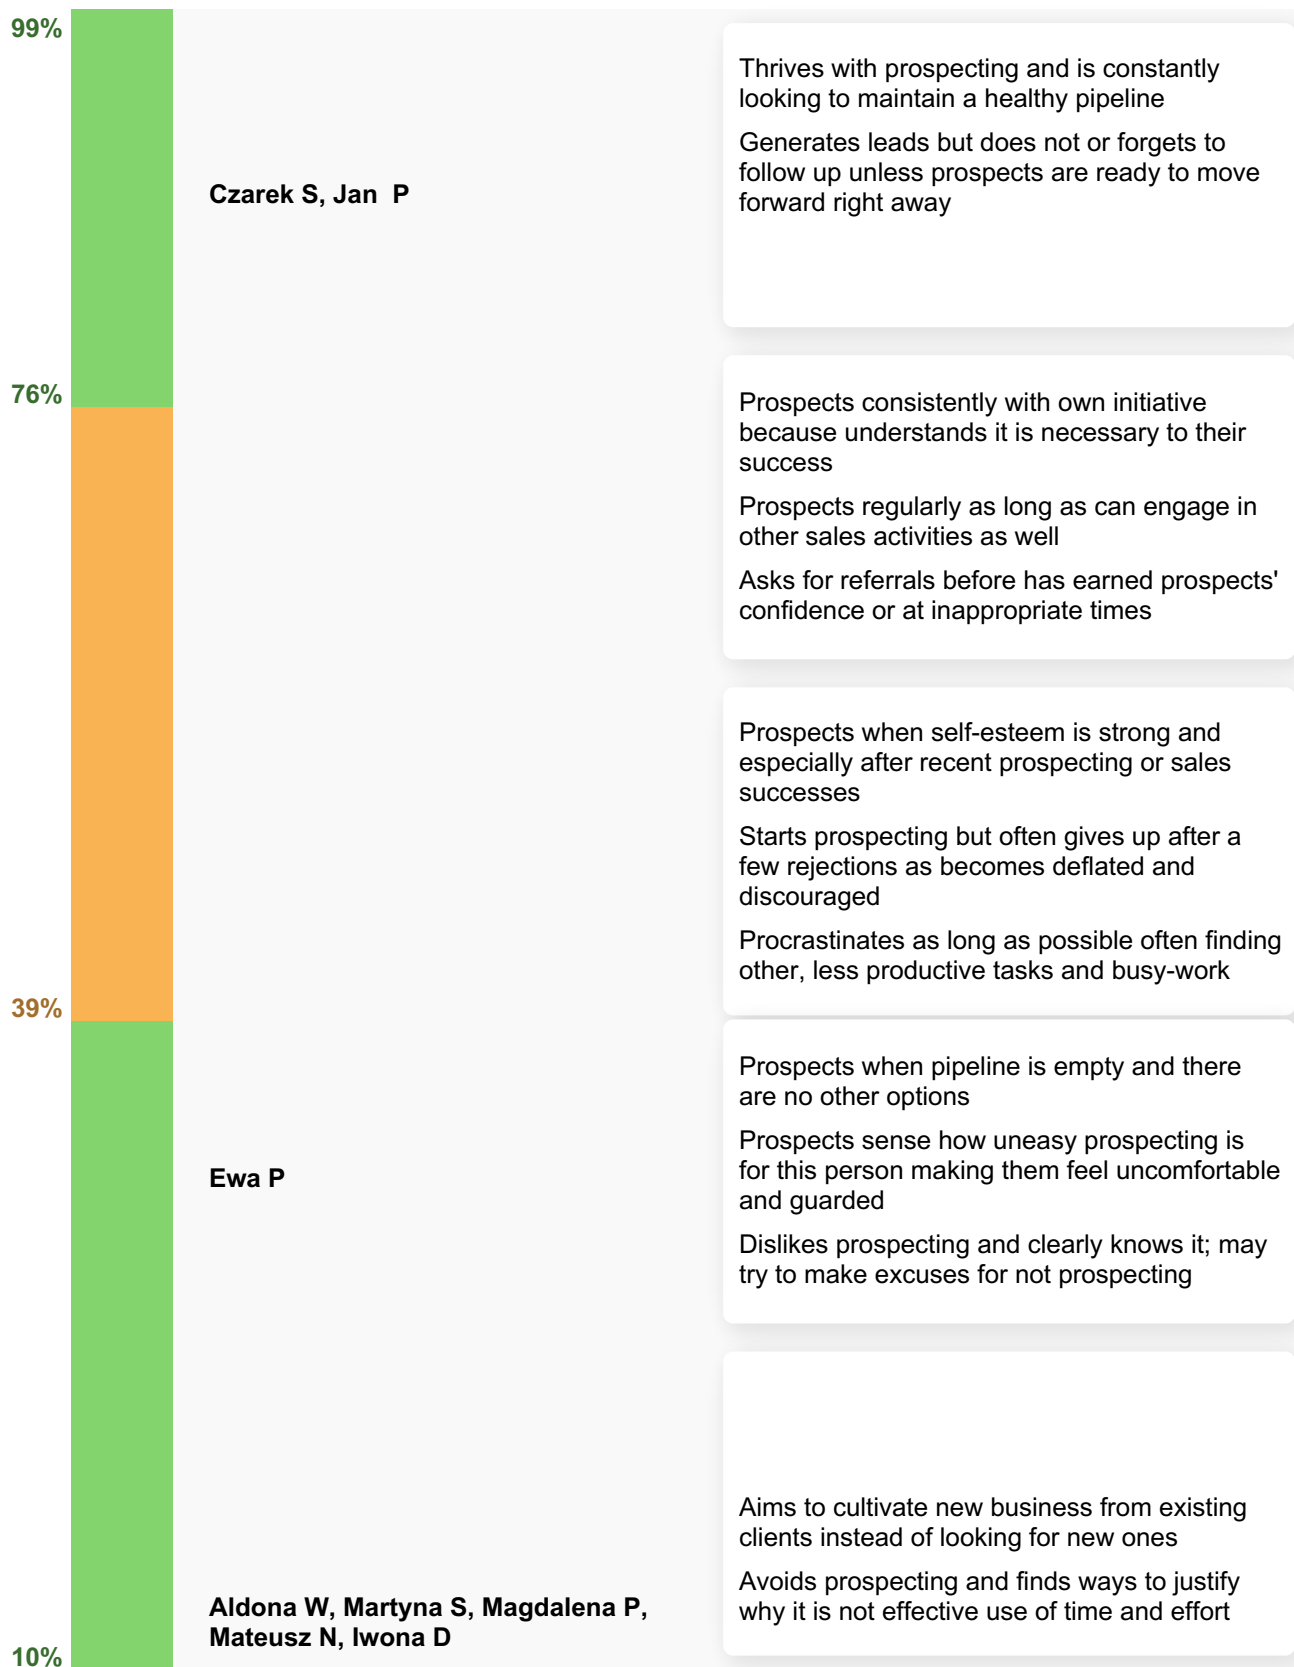 99%
Thrives with prospecting and is constantly
looking to maintain a healthy pipeline
Generates leads but does not or forgets to
follow up unless prospects are ready to move
forward right away
Czarek S, Jan  P
76%
Prospects consistently with own initiative
because understands it is necessary to their
success
Prospects regularly as long as can engage in
other sales activities as well
Asks for referrals before has earned prospects'
confidence or at inappropriate times
Prospects when self-esteem is strong and
especially after recent prospecting or sales
successes
Starts prospecting but often gives up after a
few rejections as becomes deflated and
discouraged
Procrastinates as long as possible often finding
other, less productive tasks and busy-work
39%
Prospects when pipeline is empty and there
are no other options
Prospects sense how uneasy prospecting is
for this person making them feel uncomfortable
and guarded
Dislikes prospecting and clearly knows it; may
try to make excuses for not prospecting
Ewa P
Aims to cultivate new business from existing
clients instead of looking for new ones
Avoids prospecting and finds ways to justify
why it is not effective use of time and effort
Aldona W, Martyna S, Magdalena P,
Mateusz N, Iwona D
10%